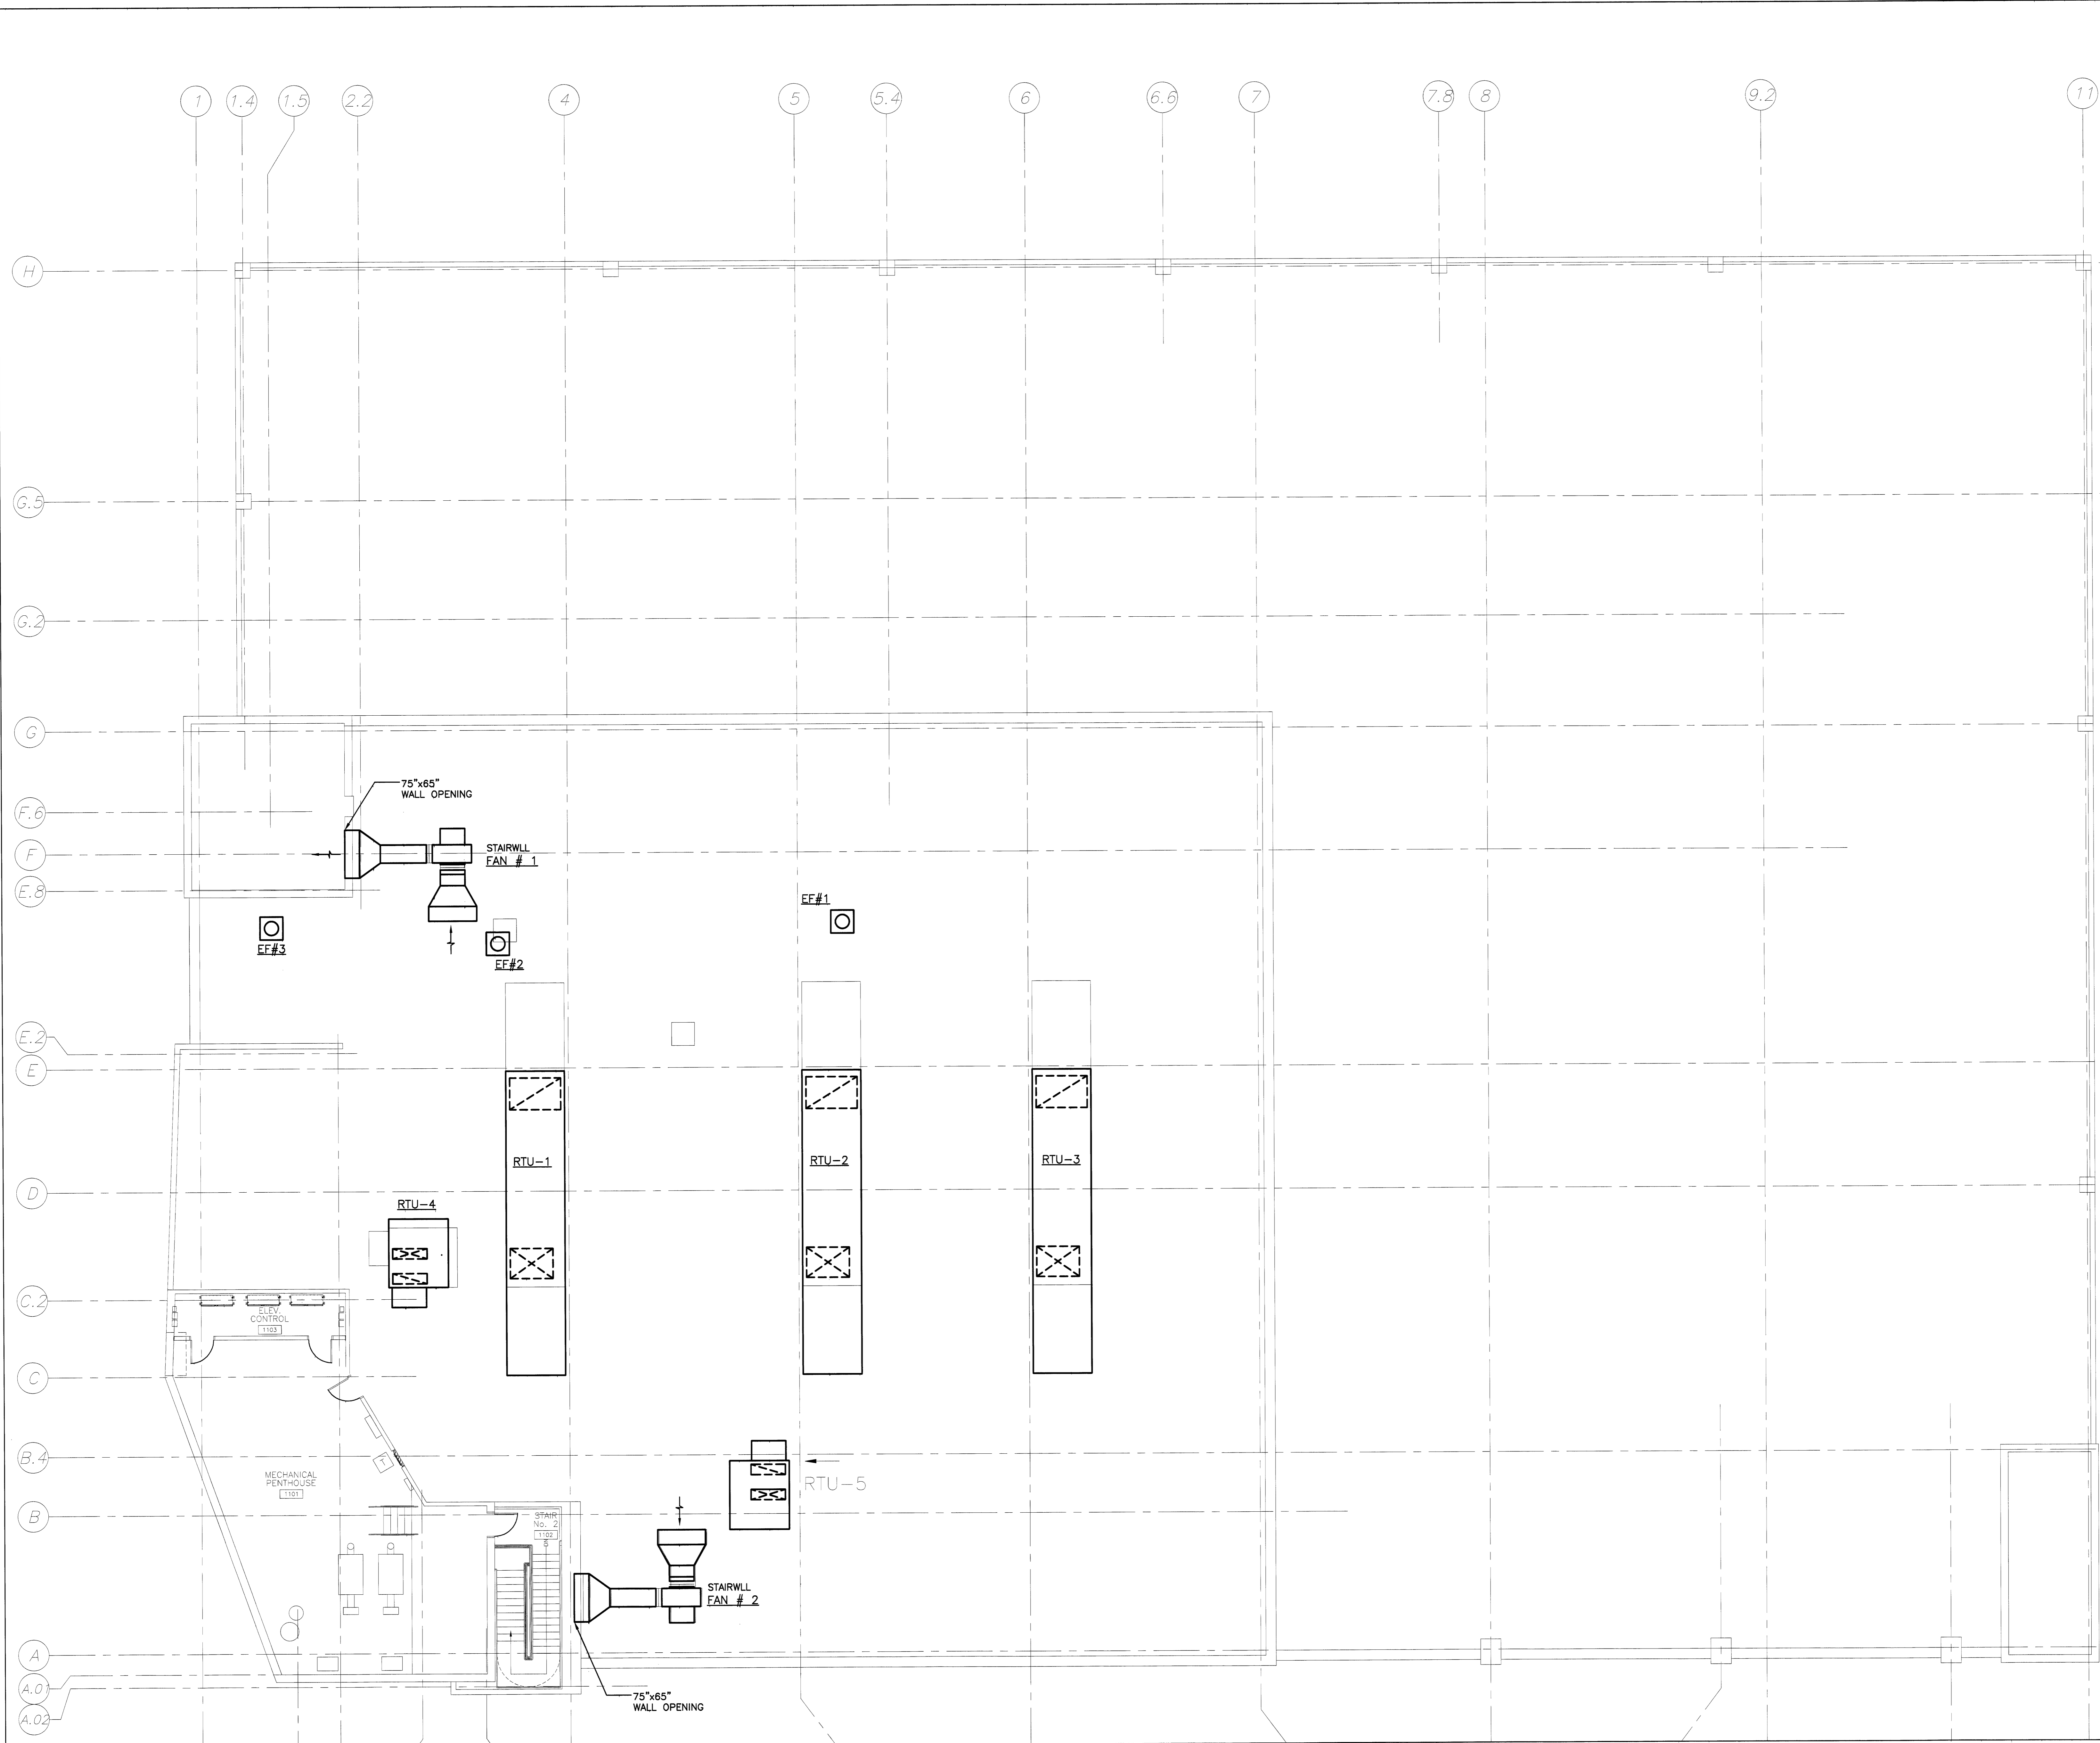 1
1.4
1.5
2.2
4
5
5.4
6
6.6
7
7.8
8
9.2
11
H
G.5
G.2
G
75"x65"
WALL OPENING
F.6
F
STAIRWLL
FAN # 1
E.8
EF#1
EF#3
EF#2
E.2
E
RTU-1
RTU-2
RTU-3
D
RTU-4
C.2
ELEV.
CONTROL
1103
C
B.4
T
MECHANICAL
PENTHOUSE
1101
RTU-5
B
STAIR
No. 2
1102
STAIRWLL
FAN # 2
A
A.01
A.02
75"x65"
WALL OPENING